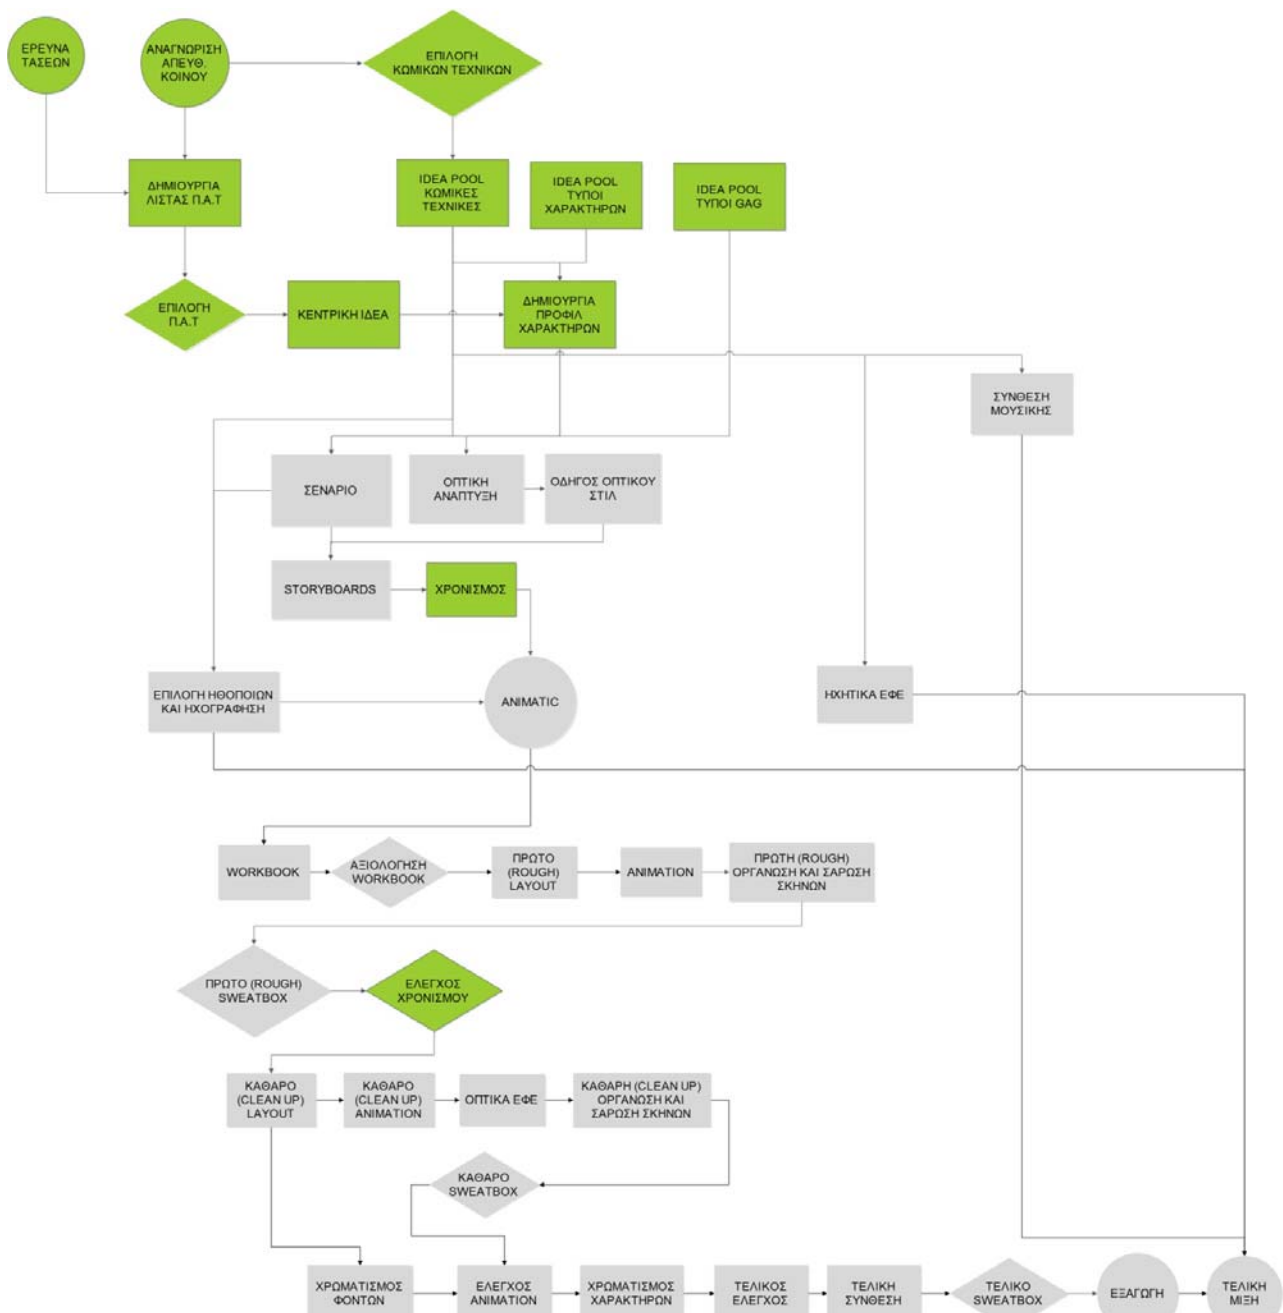 ΕΡΕΥΝΑ
ΤΑΣΕΩΝ
ΑΝΑΓΝΩΡΙΣΗ
ΑΠΕΥΘ.
ΚΟΙΝΟΥ
ΕΠΙΛΟΓΗ
ΚΩΜΙΚΩΝ ΤΕΧΝΙΚΩΝ
ΔΗΜΙΟΥΡΓΙΑ
ΛΙΣΤΑΣ Π.Α.Τ
IDEA POOL
ΚΩΜΙΚΕΣ
ΤΕΧΝΙΚΕΣ
IDEA POOL
ΤΥΠΟΙ
ΧΑΡΑΚΤΗΡΩΝ
IDEA POOL
ΤΥΠΟΙ GAG
ΕΠΙΛΟΓΗ
Π.Α.Τ
ΚΕΝΤΡΙΚΗ ΙΔΕΑ
ΔΗΜΙΟΥΡΓΙΑ
ΠΡΟΦΙΛ
ΧΑΡΑΚΤΗΡΩΝ
ΣΥΝΘΕΣΗ
ΜΟΥΣΙΚΗΣ
ΣΕΝΑΡΙΟ
ΟΠΤΙΚΗ
ΑΝΑΠΤΥΞΗ
ΟΔΗΓΟΣ ΟΠΤΙΚΟΥ
ΣΤΙΛ
STORYBOARDS
ΧΡΟΝΙΣΜΟΣ
ΕΠΙΛΟΓΗ ΗΘΟΠΟΙΩΝ
ΚΑΙ ΗΧΟΓΡΑΦΗΣΗ
ANIMATIC
ΗΧΗΤΙΚΑ ΕΦΕ
WORKBOOK
ΑΞΙΟΛΟΓΗΣΗ
WORKBOOK
ΠΡΩΤΟ
(ROUGH)
LAYOUT
ANIMATION
ΠΡΩΤΗ (ROUGH)
ΟΡΓΑΝΩΣΗ ΚΑΙ ΣΑΡΩΣΗ
ΣΚΗΝΩΝ
ΠΡΩΤΟ (ROUGH)
SWEATBOX
ΕΛΕΓΧΟΣ
ΧΡΟΝΙΣΜΟΥ
ΚΑΘΑΡΟ
(CLEAN UP)
LAYOUT
ΚΑΘΑΡΟ
(CLEAN UP)
ANIMATION
ΟΠΤΙΚΑ ΕΦΕ
ΚΑΘΑΡΗ (CLEAN UP)
ΟΡΓΑΝΩΣΗ ΚΑΙ
ΣΑΡΩΣΗ ΣΚΗΝΩΝ
ΚΑΘΑΡΟ
SWEATBOX
ΧΡΩΜΑΤΙΣΜΟΣ
ΦΟΝΤΩΝ
ΕΛΕΓΧΟΣ
ANIMATION
ΧΡΩΜΑΤΙΣΜΟΣ
ΧΑΡΑΚΤΗΡΩΝ
ΤΕΛΙΚΟΣ
ΕΛΕΓΧΟΣ
ΤΕΛΙΚΗ
ΣΥΝΘΕΣΗ
ΤΕΛΙΚΟ
SWEATBOX
ΕΞΑΓΩΓΗ
ΤΕΛΙΚΗ
ΜΙΞΗ